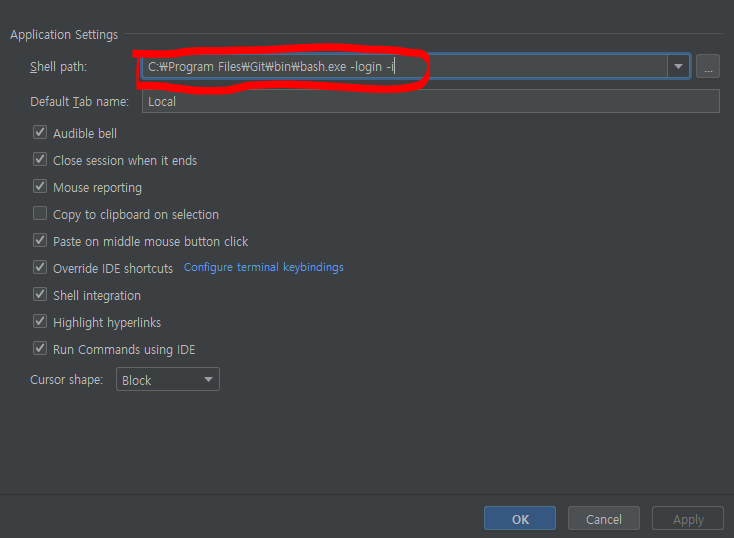 Application Settings
Shell path: C:₩Program Files₩Git₩bin₩bash.exe -login -i ...
Default Tab name: Local
Audible bell
Close session when it ends
Mouse reporting
Copy to clipboard on selection
Paste on middle mouse button click
Override IDE shortcuts Configure terminal keybindings
Shell integration
Highlight hyperlinks
Run Commands using IDE
Cursor shape: Block
OK Cancel Apply